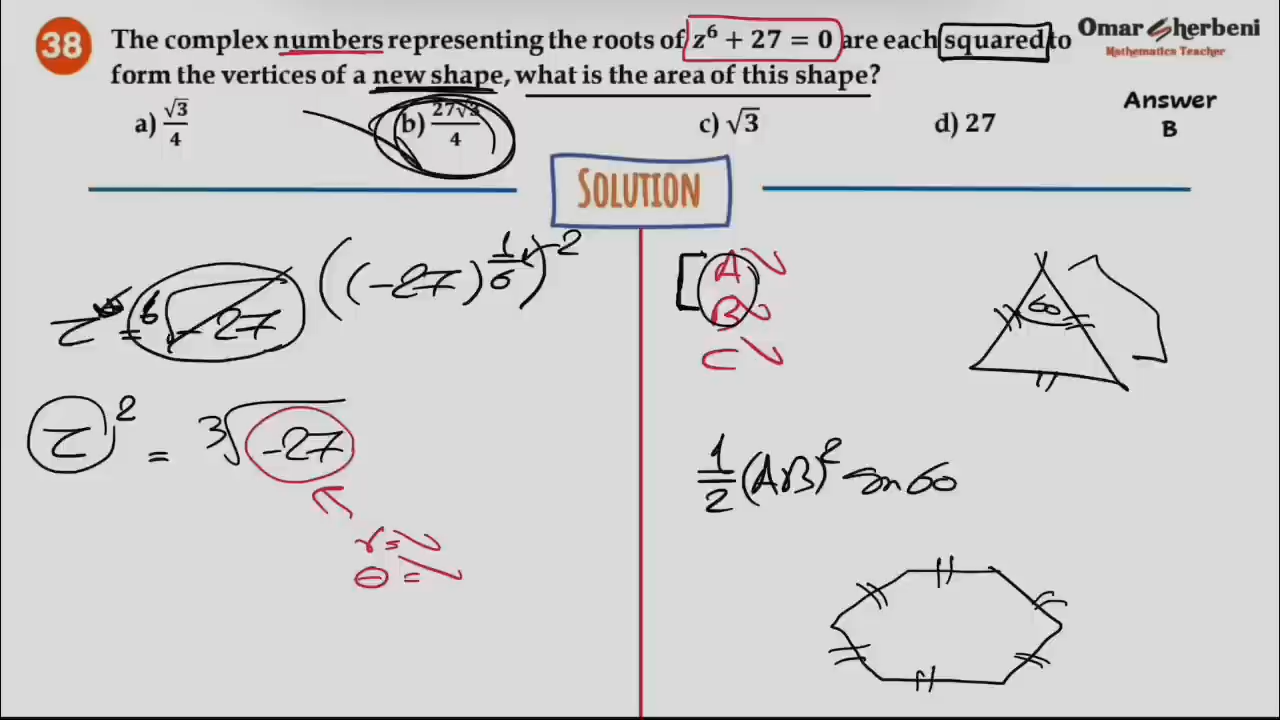 38 The complex numbers representing the roots of z⁶ + 27 = 0 are each squared to
form the vertices of a new shape, what is the area of this shape?
Omar Sherbeni
Mathematics Teacher
a) √3/4 b) 27√3/4 c) √3 d) 27
Answer
B
SOLUTION
z⁶ = ⁶√-27 ((-27)^1/6)^2
z² = ³√-27
r =
θ =
A
B
C
60
1/2 (AB)² sin 60